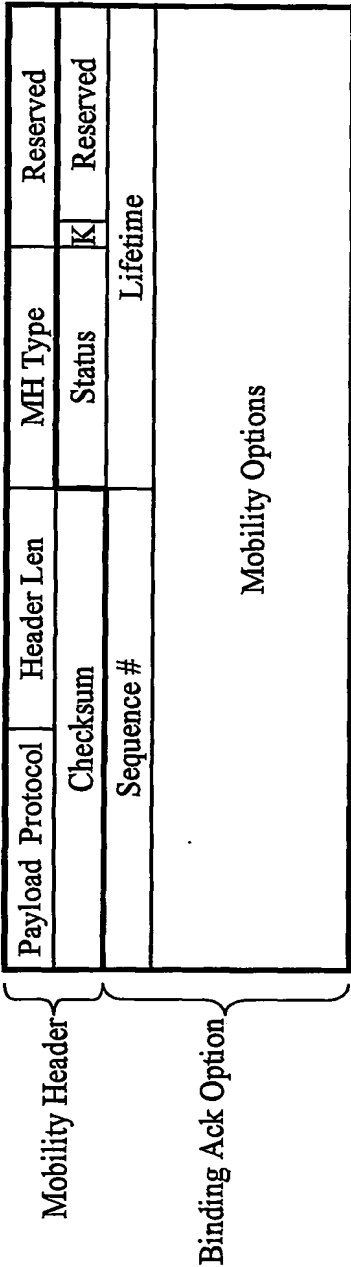 Mobility Header
Payload Protocol Header Len MH Type Reserved
Checksum Status K Reserved
Binding Ack Option
Sequence # Lifetime
Mobility Options